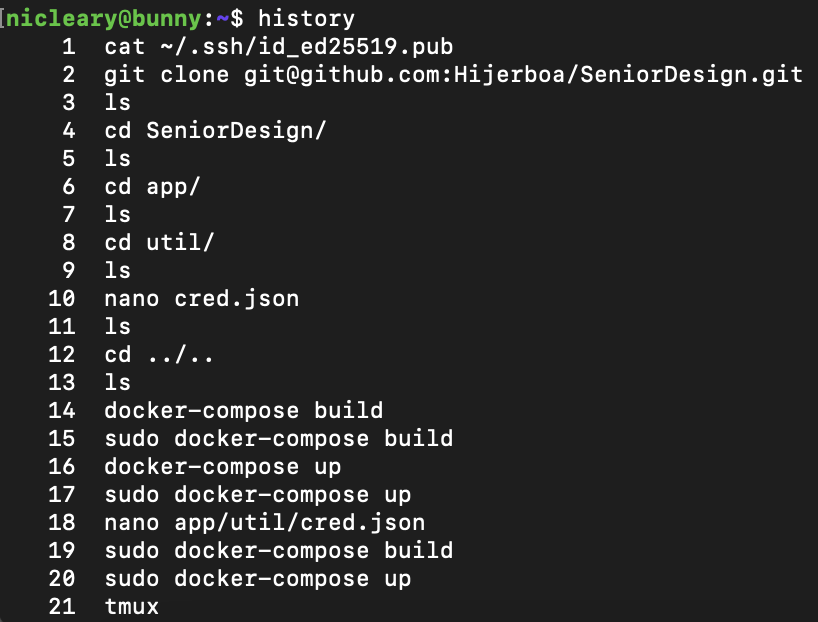 [nicleary@bunny:~$ history
1 cat ~/.ssh/id_ed25519.pub
2 git clone git@github.com:Hijerboa/SeniorDesign.git
3 ls
4 cd SeniorDesign/
5 ls
6 cd app/
7 ls
8 cd util/
9 ls
10 nano cred.json
11 ls
12 cd ../..
13 ls
14 docker-compose build
15 sudo docker-compose build
16 docker-compose up
17 sudo docker-compose up
18 nano app/util/cred.json
19 sudo docker-compose build
20 sudo docker-compose up
21 tmux